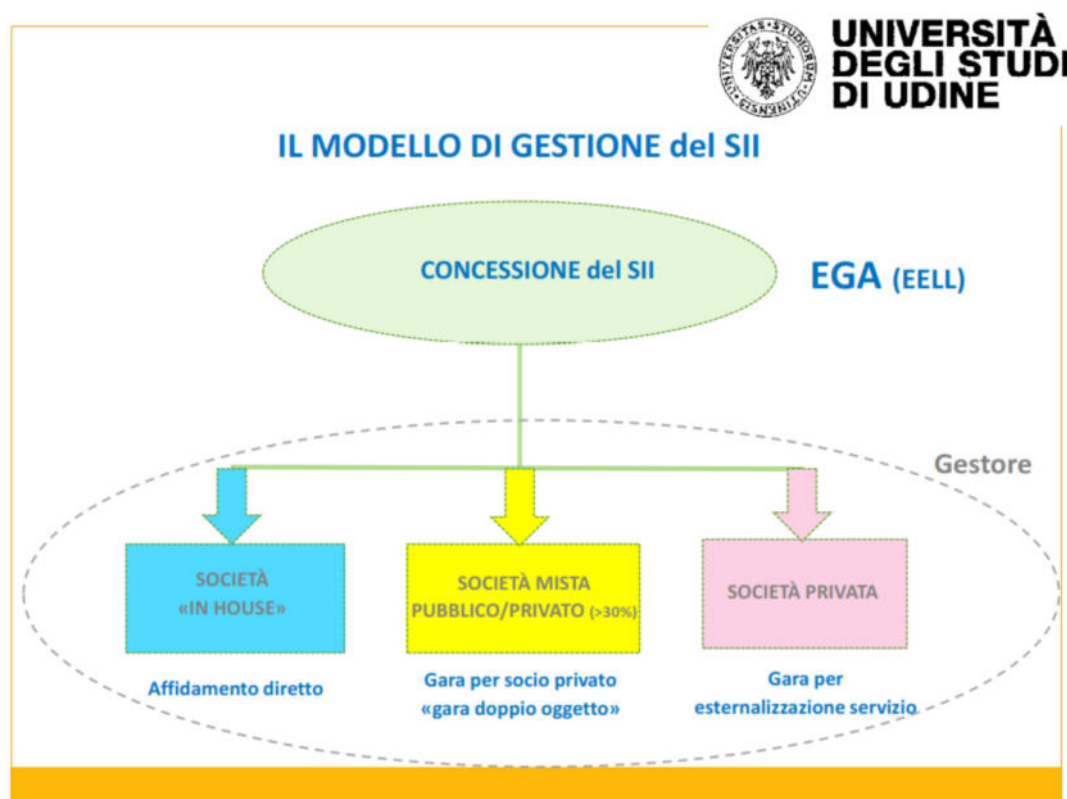 UNIVERSITÀ
DEGLI STUDI
DI UDINE
IL MODELLO DI GESTIONE del SII
CONCESSIONE del SII
EGA (EELL)
Gestore
SOCIETÀ
«IN HOUSE»
SOCIETÀ MISTA
PUBBLICO/PRIVATO (>30%)
SOCIETÀ PRIVATA
Affidamento diretto
Gara per socio privato
«gara doppio oggetto»
Gara per
esternalizzazione servizio